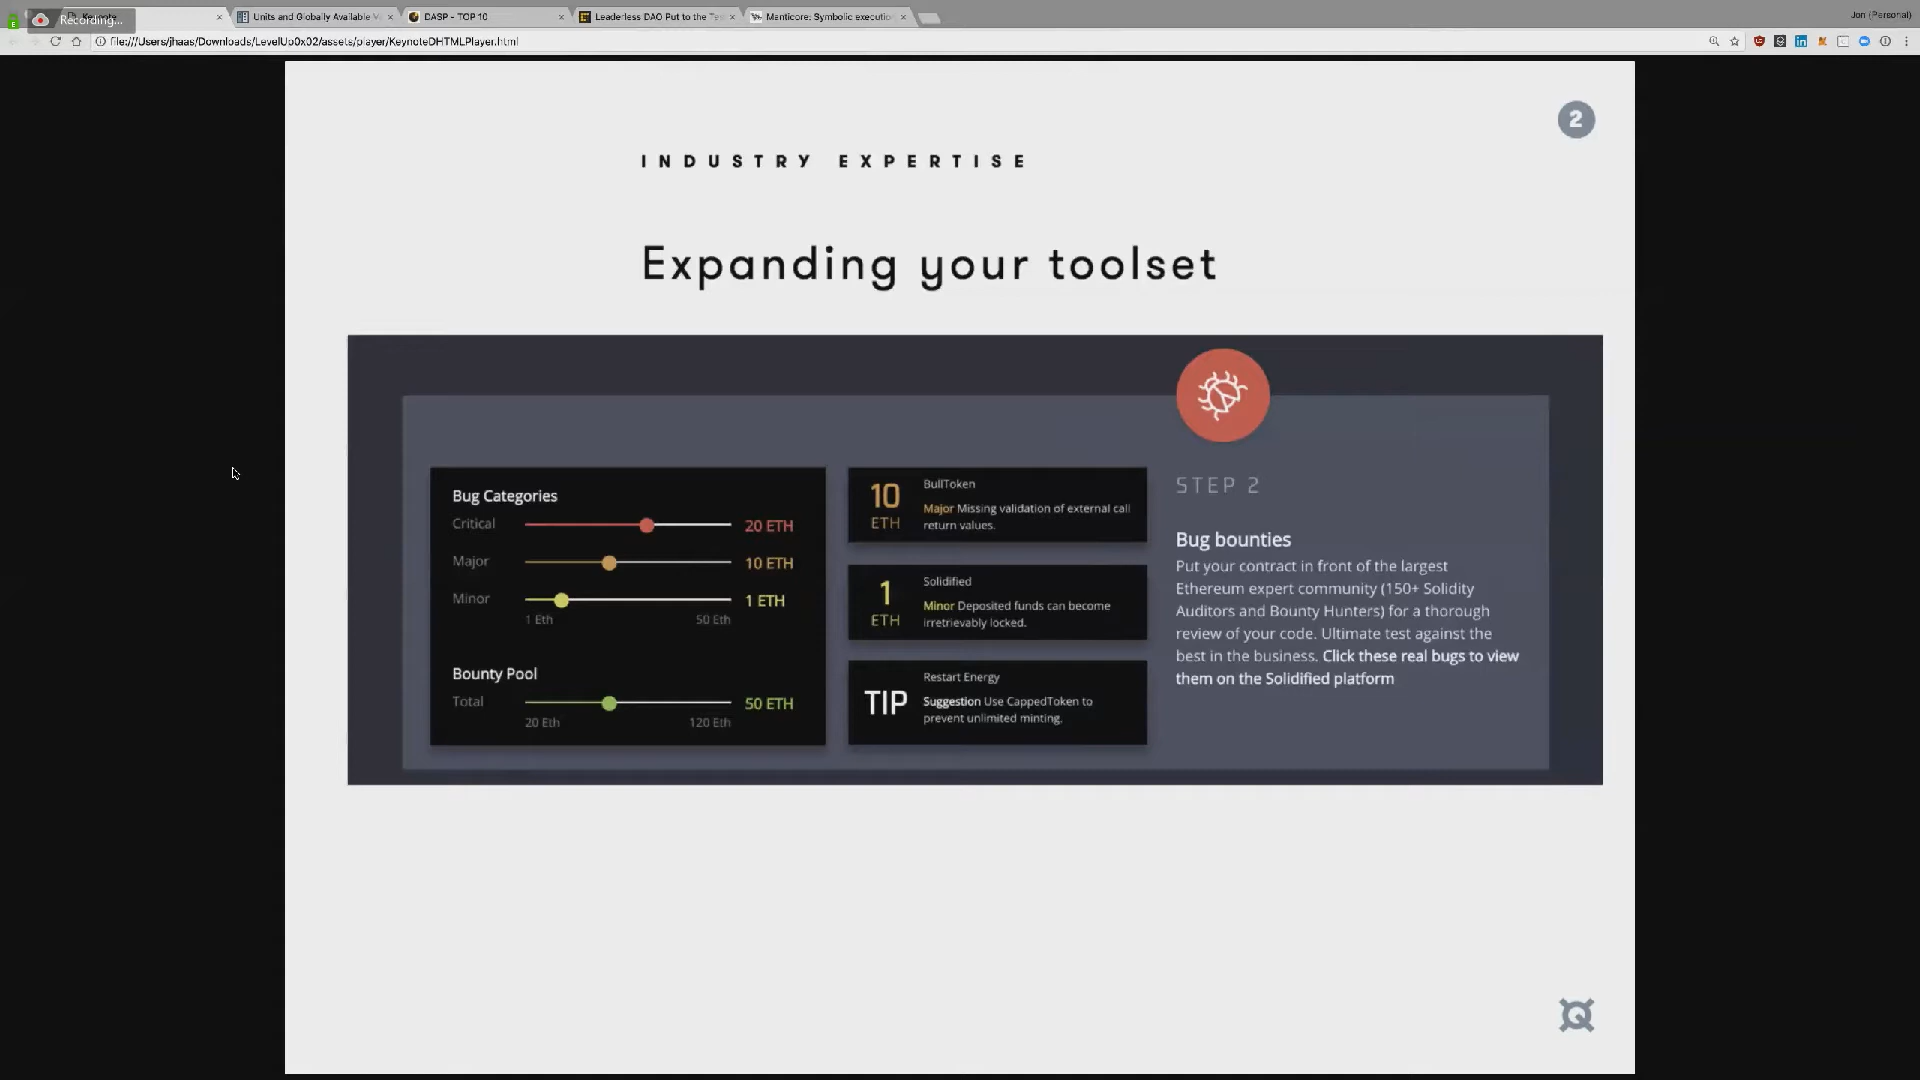 Recording...
Units and Globally Available V
DASP - TOP 10
Leaderless DAO Put to the Te
Manticore: Symbolic executio
Jon (Personal)
file:///Users/jhaas/Downloads/LevelUp0x02/assets/player/KeynoteDHTMLPlayer.html
2
INDUSTRY EXPERTISE
Expanding your toolset
Bug Categories
Critical 20 ETH
Major 10 ETH
Minor 1 ETH
1 Eth 50 Eth
Bounty Pool
Total 50 ETH
20 Eth 120 Eth
10
ETH
BullToken
Major Missing validation of external call
return values.
1
ETH
Solidified
Minor Deposited funds can become
irretrievably locked.
TIP
Restart Energy
Suggestion Use CappedToken to
prevent unlimited minting.
STEP 2
Bug bounties
Put your contract in front of the largest
Ethereum expert community (150+ Solidity
Auditors and Bounty Hunters) for a thorough
review of your code. Ultimate test against the
best in the business. Click these real bugs to view
them on the Solidified platform